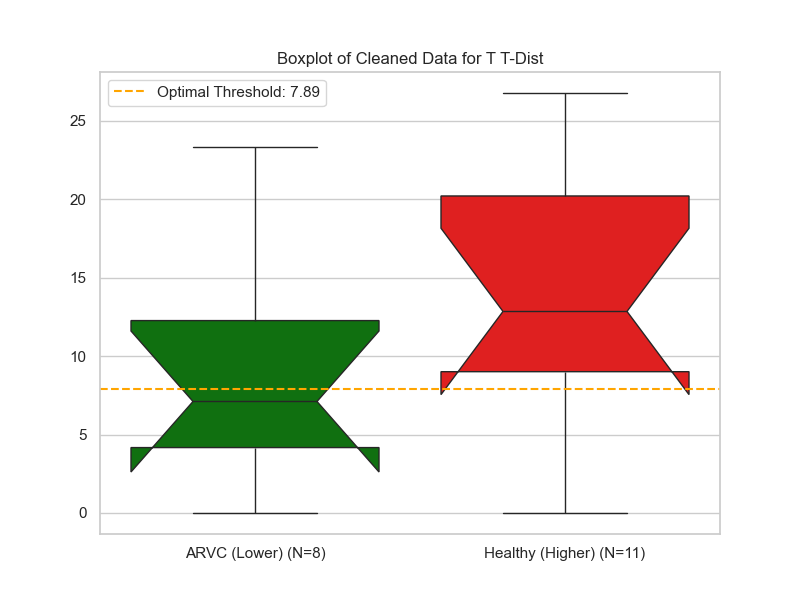 Boxplot of Cleaned Data for T T-Dist
Optimal Threshold: 7.89
25
20
15
10
5
0
ARVC (Lower) (N=8)
Healthy (Higher) (N=11)